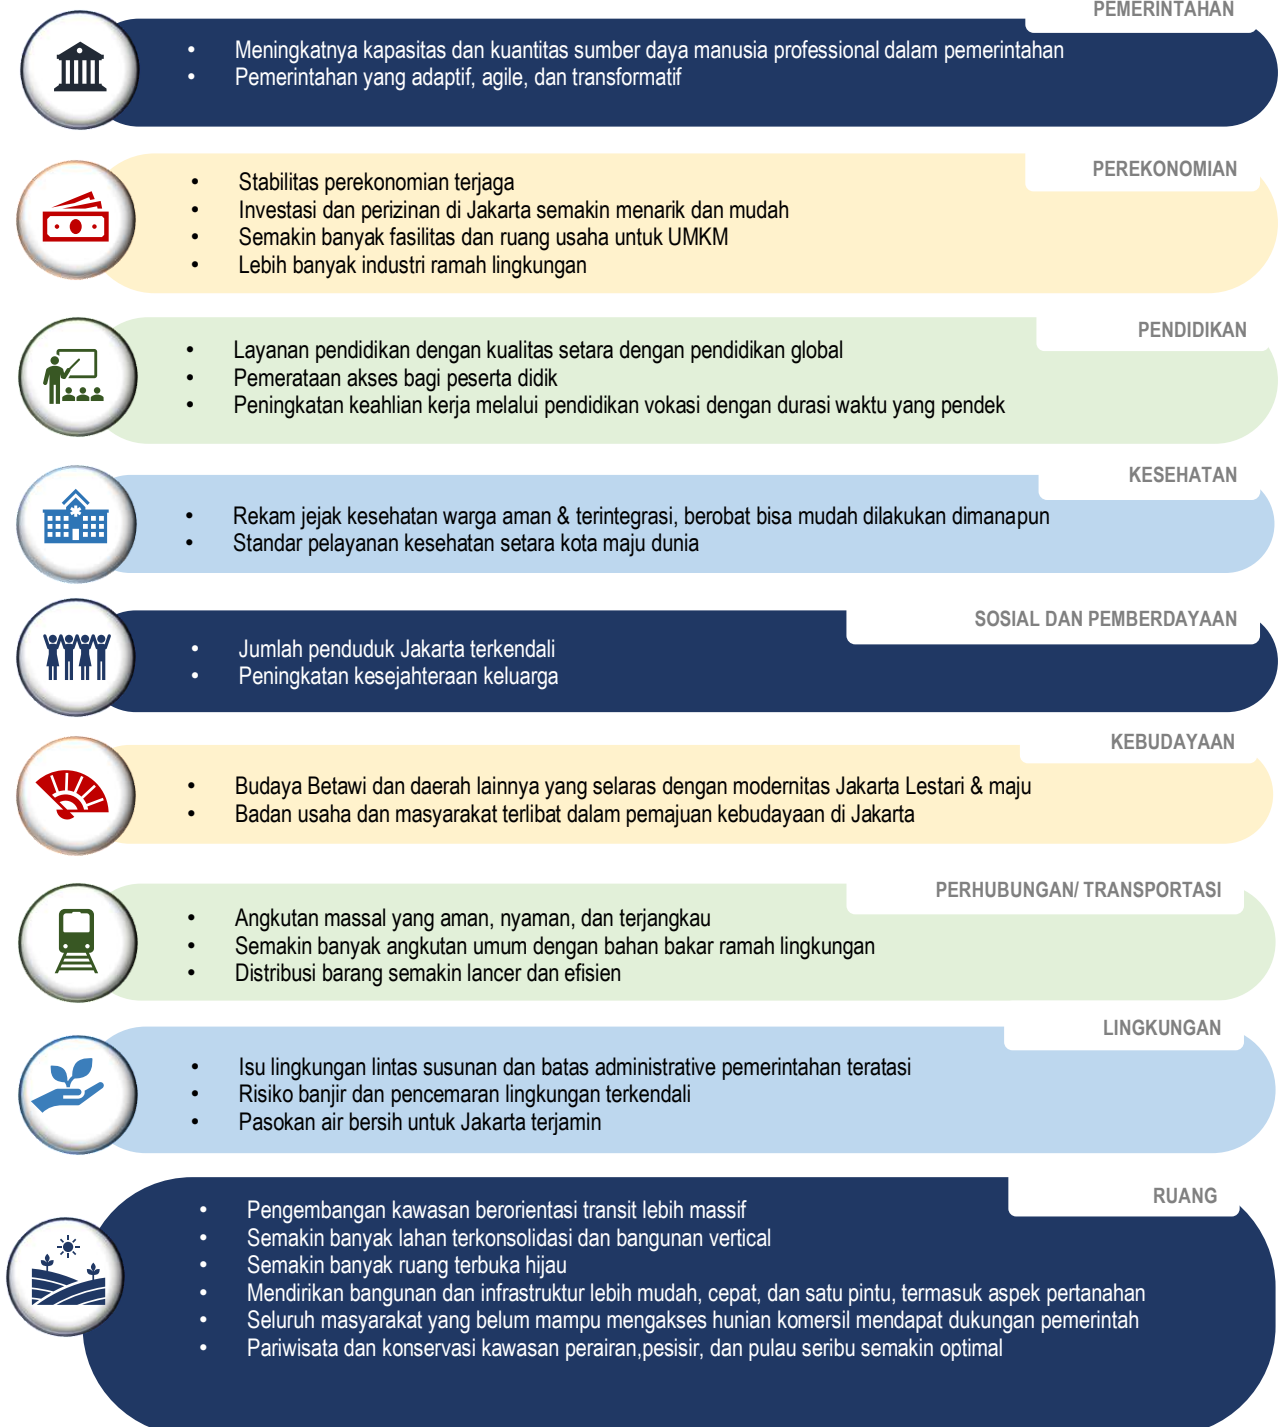 PEMERINTAHAN
• Meningkatnya kapasitas dan kuantitas sumber daya manusia professional dalam pemerintahan
• Pemerintahan yang adaptif, agile, dan transformatif
PEREKONOMIAN
• Stabilitas perekonomian terjaga
• Investasi dan perizinan di Jakarta semakin menarik dan mudah
• Semakin banyak fasilitas dan ruang usaha untuk UMKM
• Lebih banyak industri ramah lingkungan
PENDIDIKAN
• Layanan pendidikan dengan kualitas setara dengan pendidikan global
• Pemerataan akses bagi peserta didik
• Peningkatan keahlian kerja melalui pendidikan vokasi dengan durasi waktu yang pendek
KESEHATAN
• Rekam jejak kesehatan warga aman & terintegrasi, berobat bisa mudah dilakukan dimanapun
• Standar pelayanan kesehatan setara kota maju dunia
SOSIAL DAN PEMBERDAYAAN
• Jumlah penduduk Jakarta terkendali
• Peningkatan kesejahteraan keluarga
KEBUDAYAAN
• Budaya Betawi dan daerah lainnya yang selaras dengan modernitas Jakarta Lestari & maju
• Badan usaha dan masyarakat terlibat dalam pemajuan kebudayaan di Jakarta
PERHUBUNGAN/ TRANSPORTASI
• Angkutan massal yang aman, nyaman, dan terjangkau
• Semakin banyak angkutan umum dengan bahan bakar ramah lingkungan
• Distribusi barang semakin lancer dan efisien
LINGKUNGAN
• Isu lingkungan lintas susunan dan batas administrative pemerintahan teratasi
• Risiko banjir dan pencemaran lingkungan terkendali
• Pasokan air bersih untuk Jakarta terjamin
RUANG
• Pengembangan kawasan berorientasi transit lebih massif
• Semakin banyak lahan terkonsolidasi dan bangunan vertical
• Semakin banyak ruang terbuka hijau
• Mendirikan bangunan dan infrastruktur lebih mudah, cepat, dan satu pintu, termasuk aspek pertanahan
• Seluruh masyarakat yang belum mampu mengakses hunian komersil mendapat dukungan pemerintah
• Pariwisata dan konservasi kawasan perairan,pesisir, dan pulau seribu semakin optimal